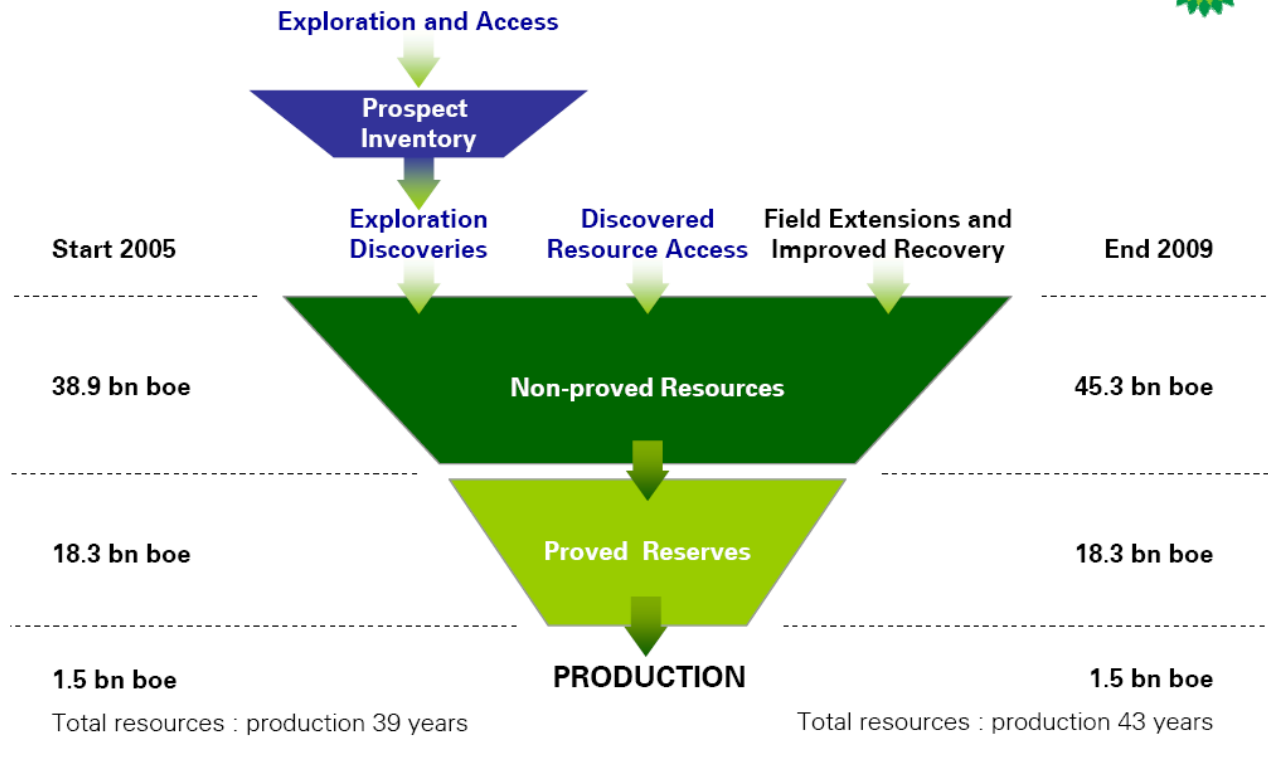 Exploration and Access
Prospect
Inventory
Exploration
Discoveries
Discovered
Resource Access
Field Extensions and
Improved Recovery
Start 2005
End 2009
38.9 bn boe
Non-proved Resources
45.3 bn boe
18.3 bn boe
Proved Reserves
18.3 bn boe
1.5 bn boe
PRODUCTION
1.5 bn boe
Total resources : production 39 years
Total resources : production 43 years